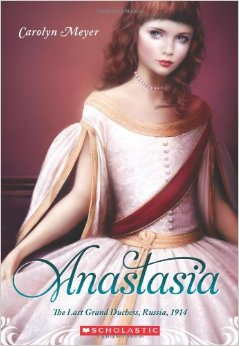 Carolyn Meyer
Anastasia
The Last Grand Duchess, Russia, 1914
SCHOLASTIC